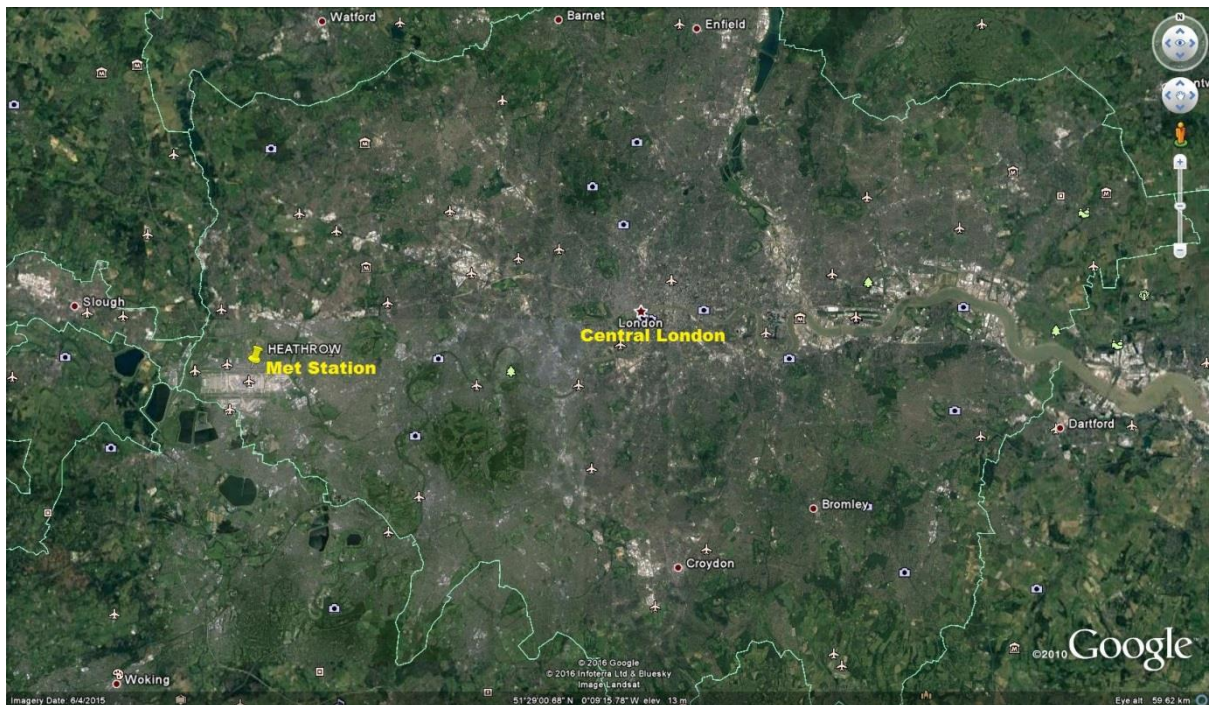 Watford
Barnet
Enfield
N
Slough
HEATHROW
Met Station
London
Central London
Dartford
Bromley
Croydon
Woking
©2010 Google
© 2016 Google
© 2016 Infoterra Ltd & Bluesky
Image Landsat
Imagery Date: 6/4/2015 51°29'00.68" N 0°09'15.78" W elev 13 m Eye alt 59.62 km